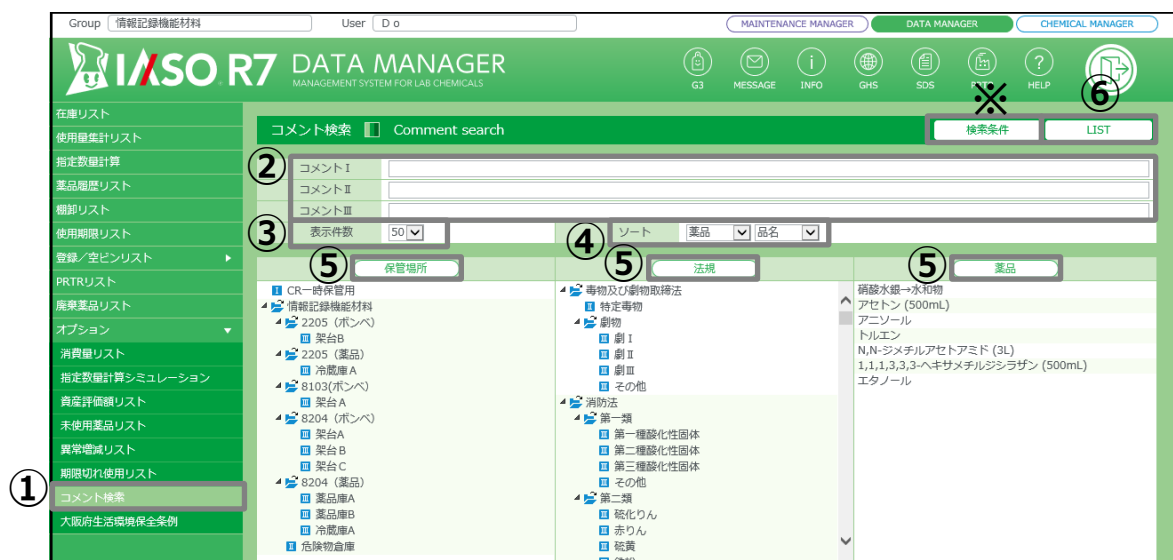 Group 情報記録機能材料 User D o MAINTENANCE MANAGER DATA MANAGER CHEMICAL MANAGER
IASO R7 DATA MANAGER
MANAGEMENT SYSTEM FOR LAB CHEMICALS
G3 MESSAGE INFO GHS SDS HELP
※ ⑥
在庫リスト
使用量集計リスト
指定数量計算
薬品履歴リスト
棚卸リスト
使用期限リスト
登録／空ビンリスト
PRTRリスト
廃棄薬品リスト
オプション
消費量リスト
指定数量計算シミュレーション
資産評価額リスト
未使用薬品リスト
異常増減リスト
期限切れ使用リスト
① コメント検索
大阪府生活環境保全条例
コメント検索 Comment search 検索条件 LIST
② コメントⅠ
コメントⅡ
コメントⅢ
③ 表示件数 50 ④ ソート 薬品 品名
⑤ 保管場所
Ⅰ CR一時保管用
情報記録機能材料
2205（ボンベ）
Ⅲ 架台B
2205（薬品）
Ⅲ 冷蔵庫A
8103(ボンベ)
Ⅲ 架台A
8204（ボンベ）
Ⅲ 架台A
Ⅲ 架台B
Ⅲ 架台C
8204（薬品）
Ⅲ 薬品庫A
Ⅲ 薬品庫B
Ⅲ 冷蔵庫A
Ⅱ 危険物倉庫
⑤ 法規
毒物及び劇物取締法
Ⅱ 特定毒物
劇物
Ⅲ 劇Ⅰ
Ⅲ 劇Ⅱ
Ⅲ 劇Ⅲ
Ⅲ その他
消防法
第一類
Ⅲ 第一種酸化性固体
Ⅲ 第二種酸化性固体
Ⅲ 第三種酸化性固体
Ⅲ その他
第二類
Ⅲ 硫化りん
Ⅲ 赤りん
Ⅲ 硫黄
⑤ 薬品
硝酸水銀→水和物
アセトン (500mL)
アニソール
トルエン
N,N-ジメチルアセトアミド (3L)
1,1,1,3,3,3-ヘキサメチルジシラザン (500mL)
エタノール